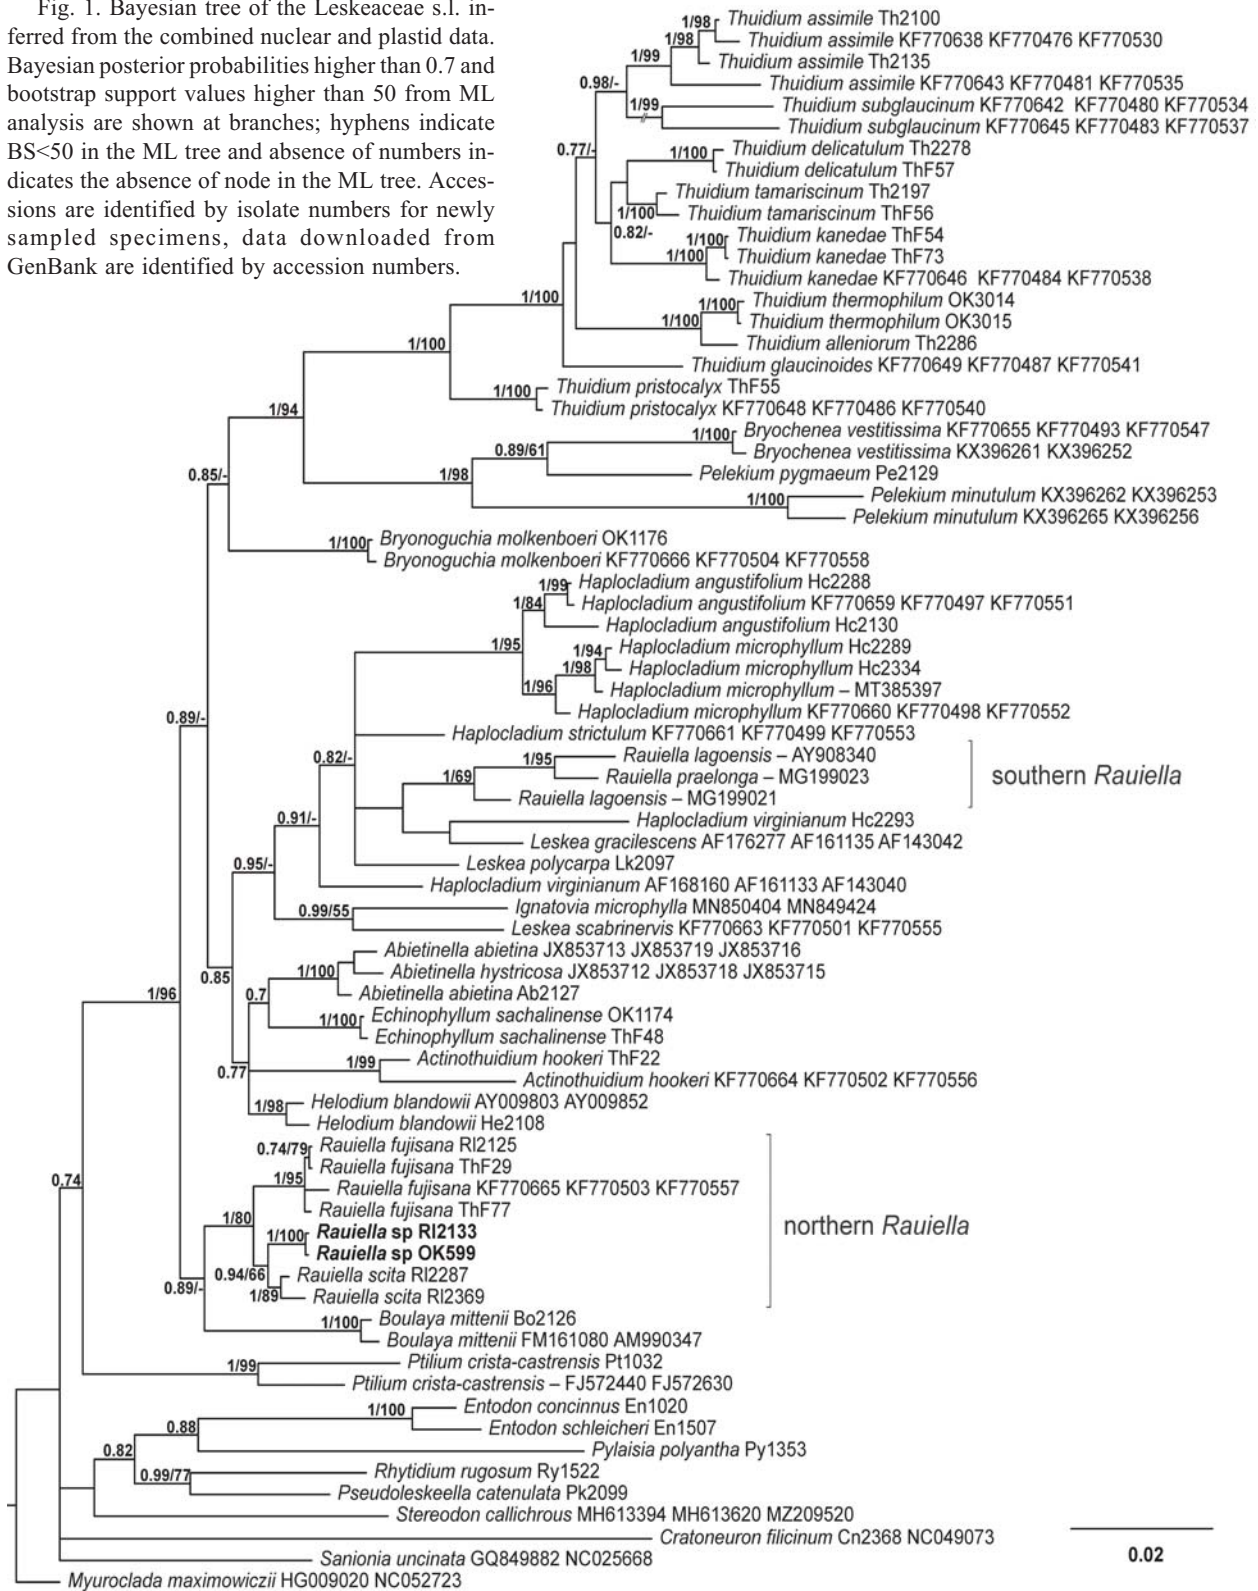 Fig. 1. Bayesian tree of the Leskeaceae s.l. in-
ferred from the combined nuclear and plastid data.
Bayesian posterior probabilities higher than 0.7 and
bootstrap support values higher than 50 from ML
analysis are shown at branches; hyphens indicate
BS<50 in the ML tree and absence of numbers in-
dicates the absence of node in the ML tree. Acces-
sions are identified by isolate numbers for newly
sampled specimens, data downloaded from
GenBank are identified by accession numbers.
1/98
Thuidium assimile Th2100
1/98
Thuidium assimile KF770638 KF770476 KF770530
1/99
Thuidium assimile Th2135
0.98/-
Thuidium assimile KF770643 KF770481 KF770535
1/99
Thuidium subglaucinum KF770642 KF770480 KF770534
Thuidium subglaucinum KF770645 KF770483 KF770537
0.77/-
1/100
Thuidium delicatulum Th2278
Thuidium delicatulum ThF57
Thuidium tamariscinum Th2197
1/100
Thuidium tamariscinum ThF56
0.82/-
1/100
Thuidium kanedae ThF54
1/100
Thuidium kanedae ThF73
Thuidium kanedae KF770646 KF770484 KF770538
1/100
1/100
Thuidium thermophilum OK3014
1/100
Thuidium thermophilum OK3015
Thuidium alleniorum Th2286
1/100
Thuidium glaucinoides KF770649 KF770487 KF770541
1/100
Thuidium pristocalyx ThF55
Thuidium pristocalyx KF770648 KF770486 KF770540
1/94
1/100
Bryochenea vestitissima KF770655 KF770493 KF770547
0.89/61
Bryochenea vestitissima KX396261 KX396252
0.85/-
1/98
Pelekium pygmaeum Pe2129
1/100
Pelekium minutulum KX396262 KX396253
Pelekium minutulum KX396265 KX396256
1/100
Bryonoguchia molkenboeri OK1176
Bryonoguchia molkenboeri KF770666 KF770504 KF770558
1/99
Haplocladium angustifolium Hc2288
1/84
Haplocladium angustifolium KF770659 KF770497 KF770551
Haplocladium angustifolium Hc2130
1/95
1/94
Haplocladium microphyllum Hc2289
1/98
Haplocladium microphyllum Hc2334
1/96
Haplocladium microphyllum – MT385397
Haplocladium microphyllum KF770660 KF770498 KF770552
0.89/-
Haplocladium strictulum KF770661 KF770499 KF770553
0.82/-
1/95
Rauiella lagoensis – AY908340
1/69
Rauiella praelonga – MG199023
southern Rauiella
Rauiella lagoensis – MG199021
0.91/-
Haplocladium virginianum Hc2293
Leskea gracilescens AF176277 AF161135 AF143042
0.95/-
Leskea polycarpa Lk2097
Haplocladium virginianum AF168160 AF161133 AF143040
0.99/55
Ignatovia microphylla MN850404 MN849424
Leskea scabrinervis KF770663 KF770501 KF770555
0.85
Abietinella abietina JX853713 JX853719 JX853716
1/100
Abietinella hystricosa JX853712 JX853718 JX853715
1/96
0.7
Abietinella abietina Ab2127
1/100
Echinophyllum sachalinense OK1174
Echinophyllum sachalinense ThF48
0.77
1/99
Actinothuidium hookeri ThF22
Actinothuidium hookeri KF770664 KF770502 KF770556
1/98
Helodium blandowii AY009803 AY009852
Helodium blandowii He2108
0.74/79
Rauiella fujisana RI2125
Rauiella fujisana ThF29
0.74
1/95
Rauiella fujisana KF770665 KF770503 KF770557
Rauiella fujisana ThF77
1/80
northern Rauiella
1/100
Rauiella sp RI2133
Rauiella sp OK599
0.94/66
Rauiella scita RI2287
0.89/-
1/89
Rauiella scita RI2369
1/100
Boulaya mittenii Bo2126
Boulaya mittenii FM161080 AM990347
1/99
Ptilium crista-castrensis Pt1032
Ptilium crista-castrensis – FJ572440 FJ572630
1/100
Entodon concinnus En1020
0.88
Entodon schleicheri En1507
0.82
Pylaisia polyantha Py1353
0.99/77
Rhytidium rugosum Ry1522
Pseudoleskeella catenulata Pk2099
Stereodon callichrous MH613394 MH613620 MZ209520
Cratoneuron filicinum Cn2368 NC049073
0.02
Sanionia uncinata GQ849882 NC025668
Myuroclada maximowiczii HG009020 NC052723